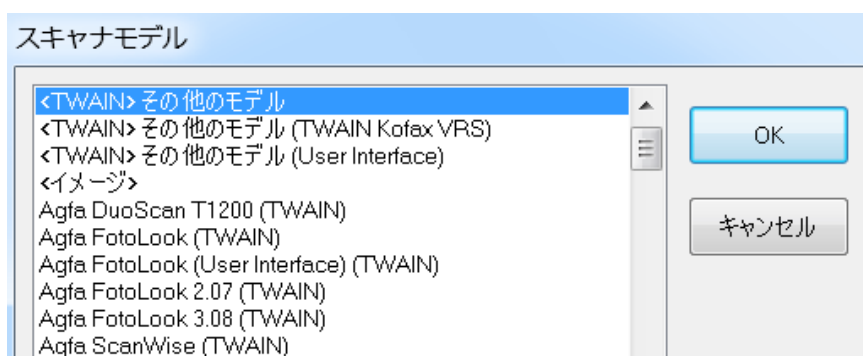 スキャナモデル
<TWAIN> その他のモデル
<TWAIN> その他のモデル (TWAIN Kofax VRS)
<TWAIN> その他のモデル (User Interface)
<イメージ>
Agfa DuoScan T1200 (TWAIN)
Agfa FotoLook (TWAIN)
Agfa FotoLook (User Interface) (TWAIN)
Agfa FotoLook 2.07 (TWAIN)
Agfa FotoLook 3.08 (TWAIN)
Agfa ScanWise (TWAIN)
OK
キャンセル